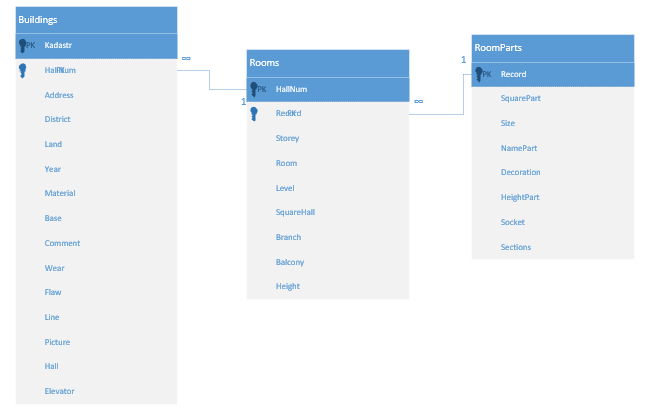 Buildings
PK Kadastr
HallNum
Address
District
Land
Year
Material
Base
Comment
Wear
Flaw
Line
Picture
Hall
Elevator
∞
1
Rooms
PK HallNum
Record
Storey
Room
Level
SquareHall
Branch
Balcony
Height
∞
1
RoomParts
PK Record
SquarePart
Size
NamePart
Decoration
HeightPart
Socket
Sections